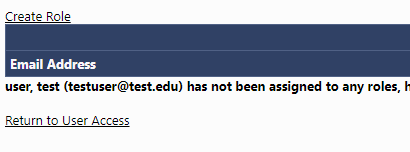 Create Role
Email Address
user, test (testuser@test.edu) has not been assigned to any roles, h
Return to User Access